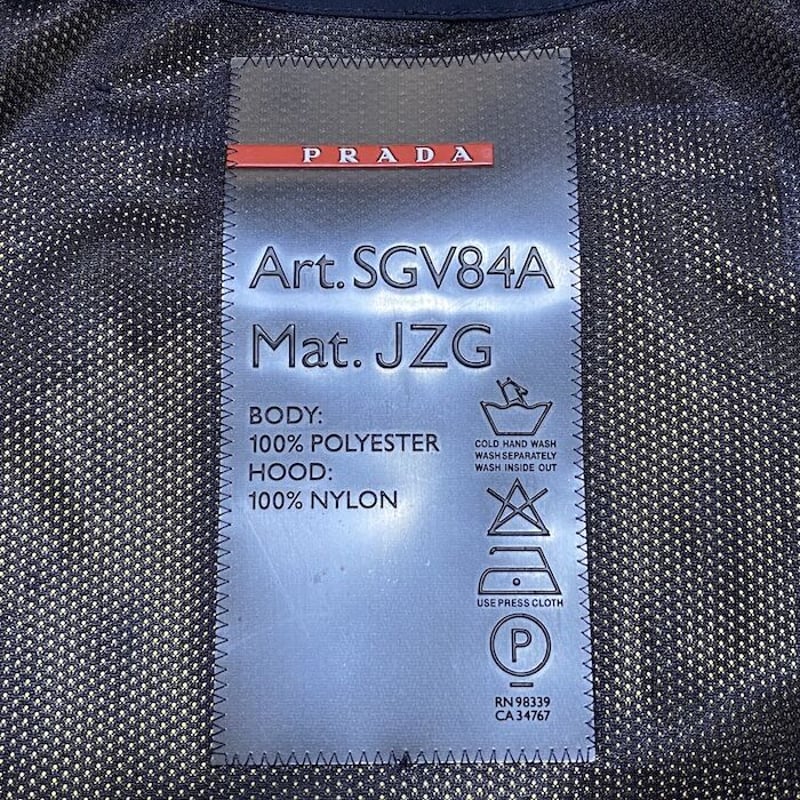 PRADA
Art. SGV84A
Mat. JZG
BODY:
100% POLYESTER
HOOD:
100% NYLON
COLD HAND WASH
WASH SEPARATELY
WASH INSIDE OUT
USE PRESS CLOTH
P
RN 98339
CA 34767